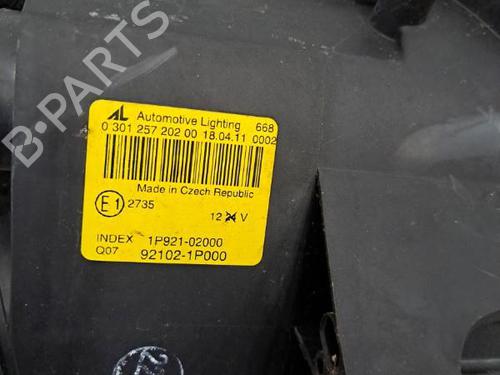 B-PARTS
AL Automotive Lighting 668
0 301 257 202 00 18.04.11 0002
Made in Czech Republic
E1 2735
12 24 V
INDEX 1P921-02000
Q07 92102-1P000